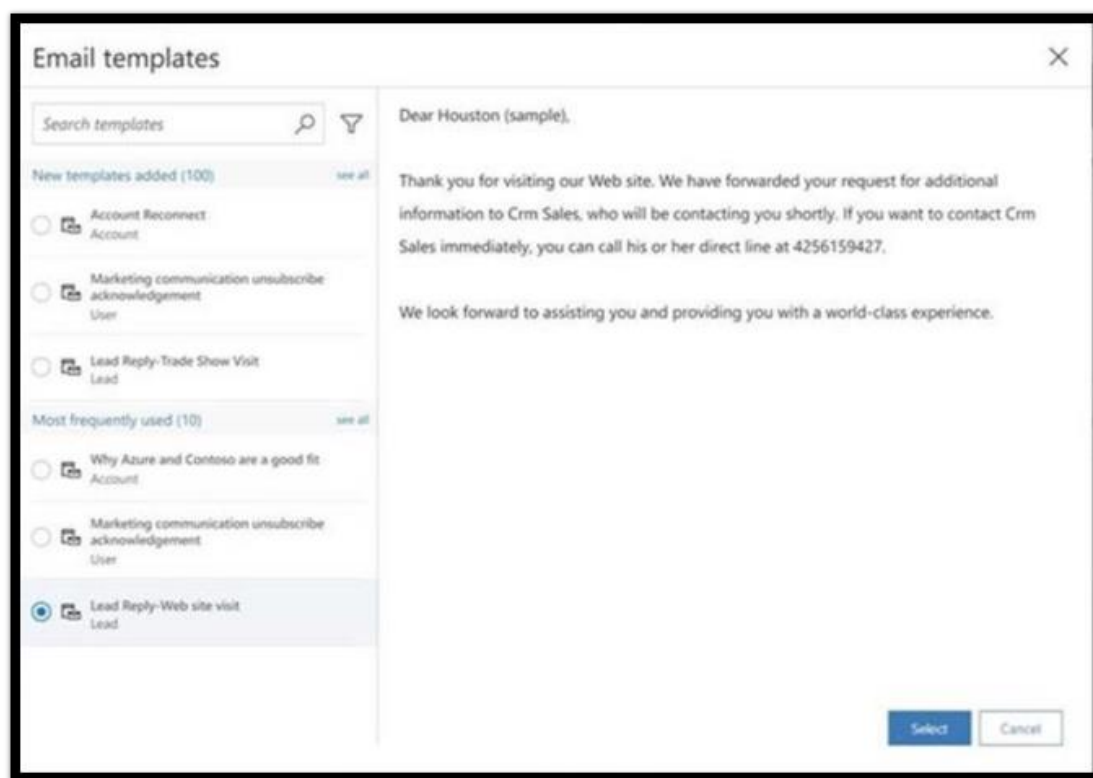 Email templates
Search templates
New templates added (100) see all
Account Reconnect
Account
Marketing communication unsubscribe
acknowledgement
User
Lead Reply-Trade Show Visit
Lead
Most frequently used (10) see all
Why Azure and Contoso are a good fit
Account
Marketing communication unsubscribe
acknowledgement
User
Lead Reply-Web site visit
Lead
Dear Houston (sample),
Thank you for visiting our Web site. We have forwarded your request for additional
information to Crm Sales, who will be contacting you shortly. If you want to contact Crm
Sales immediately, you can call his or her direct line at 4256159427.
We look forward to assisting you and providing you with a world-class experience.
Select Cancel